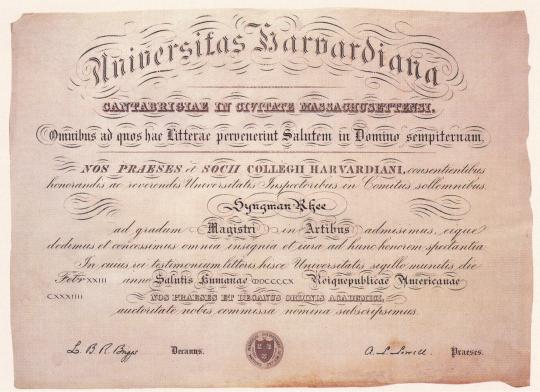 Universitas Harvardiana
CANTABRIGIAE IN CIVITATE MASSACHUSETTENSI.
Omnibus ad quos hae Litterae pervenerint Salutem in Domino sempiternam.
NOS PRAESES et SOCII COLLEGII HARVARDIANI, consentientibus
honorandis ac reverendis Universitatis Inspectoribus in Comitiis sollemnibus
Syngman Rhee
ad gradum Magistri in Artibus admisimus, eique
dedimus et concessimus omnia insignia et iura ad hunc honorem spectantia
In cuius rei testimonium litteris hisce Universitatis sigillo munitis die
Febr XXIII anno Salutis Humanae MDCCCCX Reique publicae Americanae
CXXXIIII NOS PRAESES ET DECANUS ORDINIS ACADEMICI,
auctoritate nobis commissa nomina subscripsimus.
L. B. R. Briggs Decanus. A. L. Lowell Praeses.